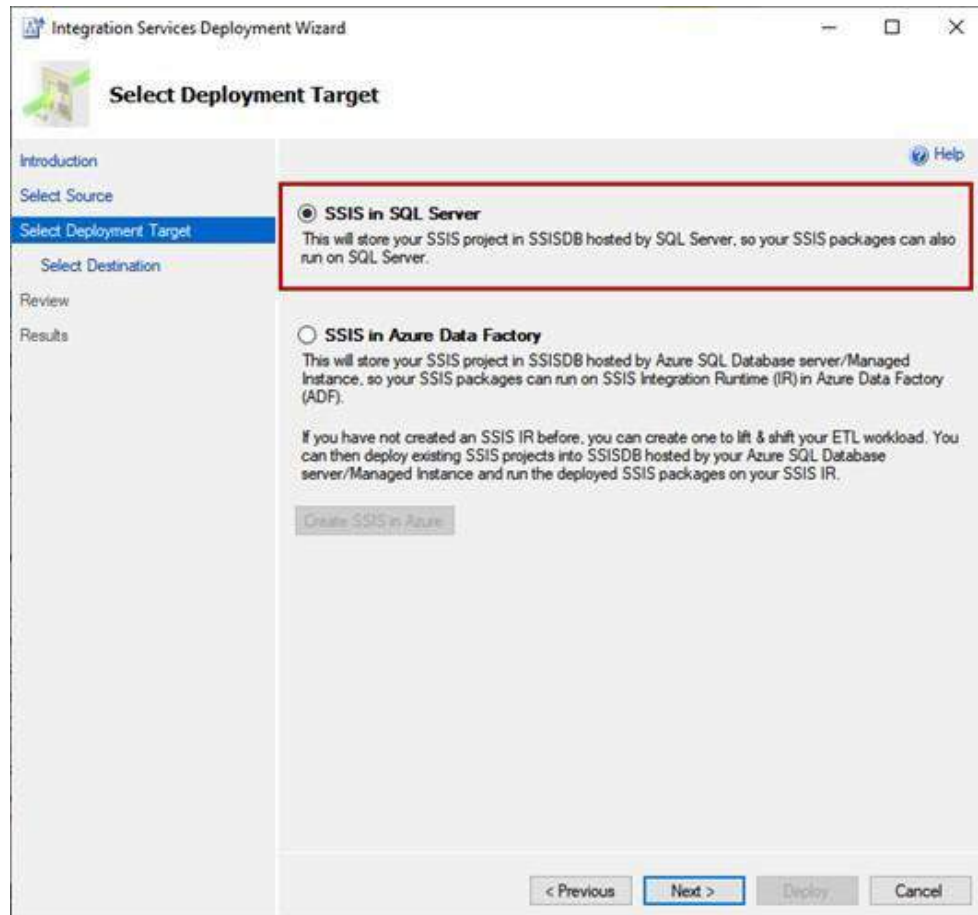 Integration Services Deployment Wizard
Select Deployment Target
Introduction
Select Source
Select Deployment Target
Select Destination
Review
Results
Help
SSIS in SQL Server
This will store your SSIS project in SSISDB hosted by SQL Server, so your SSIS packages can also
run on SQL Server.
SSIS in Azure Data Factory
This will store your SSIS project in SSISDB hosted by Azure SQL Database server/Managed
Instance, so your SSIS packages can run on SSIS Integration Runtime (IR) in Azure Data Factory
(ADF).
If you have not created an SSIS IR before, you can create one to lift & shift your ETL workload. You
can then deploy existing SSIS projects into SSISDB hosted by your Azure SQL Database
server/Managed Instance and run the deployed SSIS packages on your SSIS IR.
Create SSIS in Azure
< Previous
Next >
Deploy
Cancel